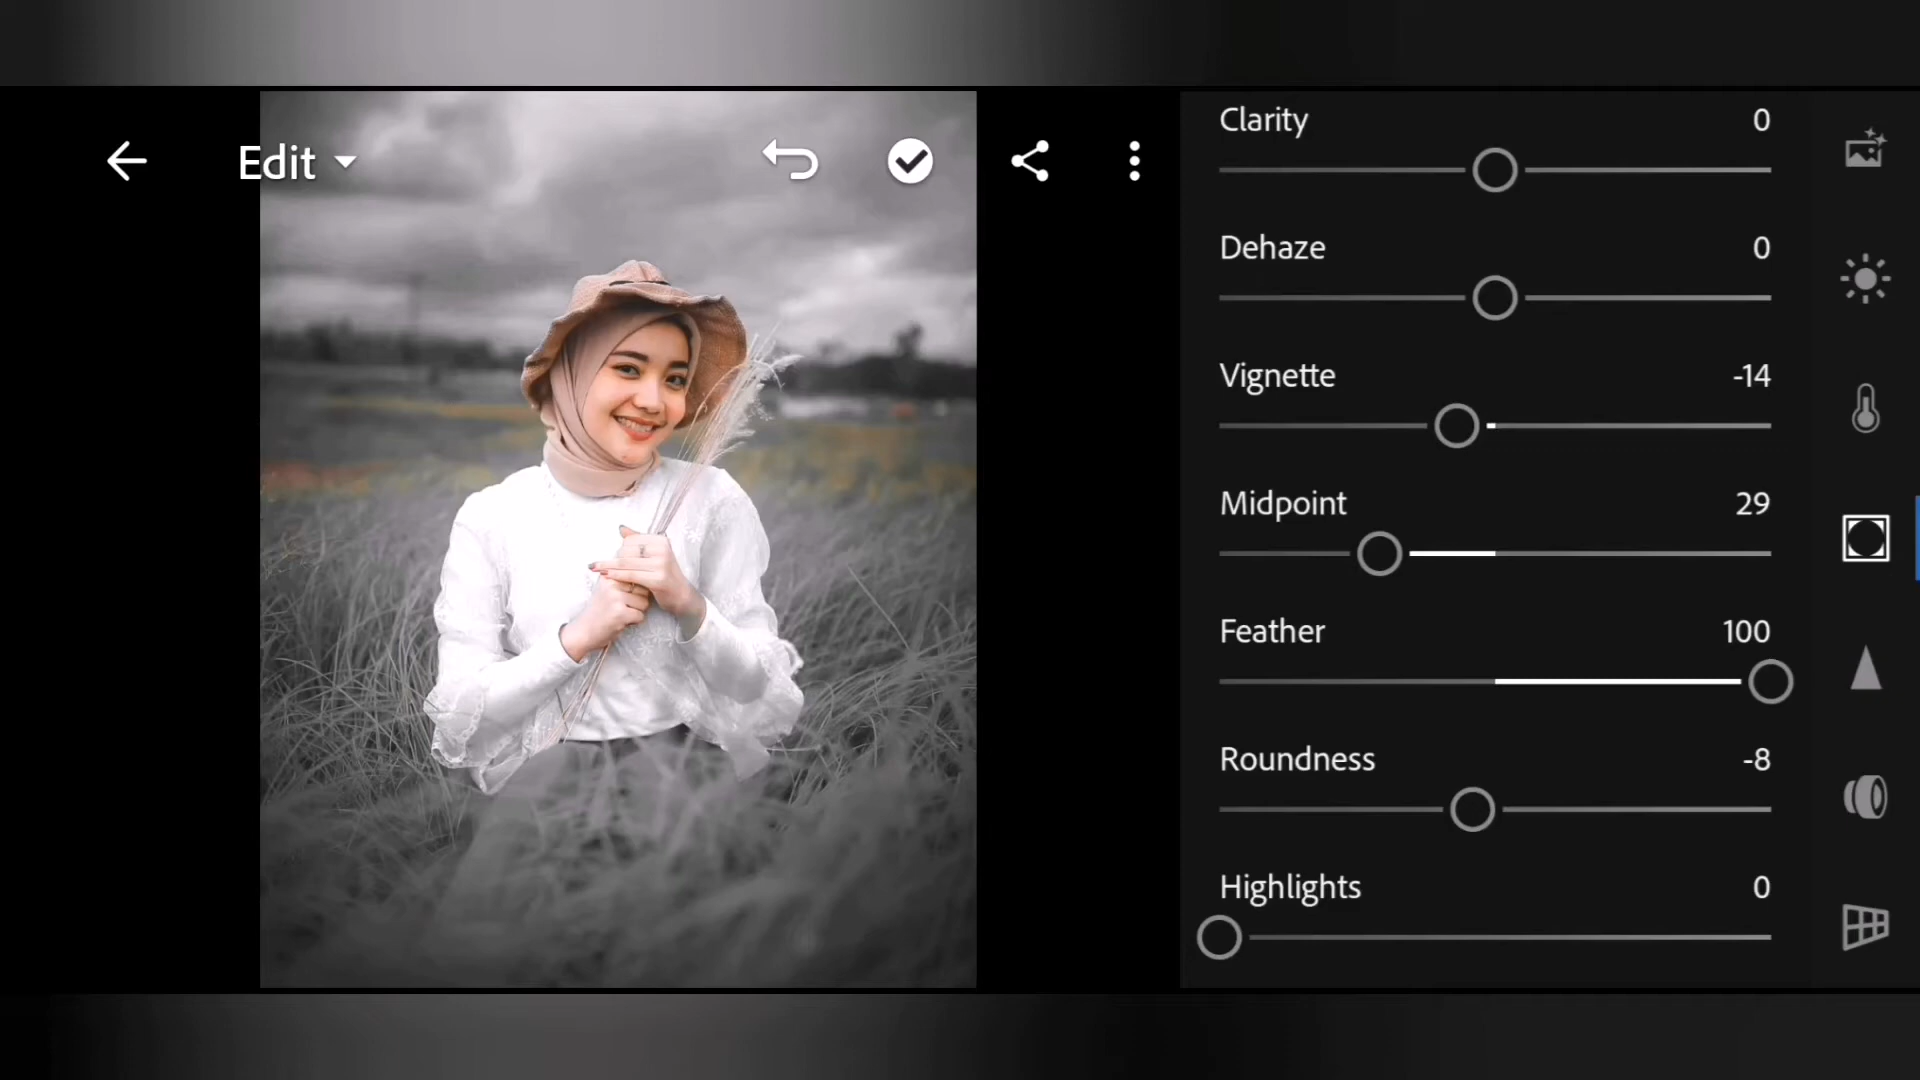 Edit
Clarity 0
Dehaze 0
Vignette -14
Midpoint 29
Feather 100
Roundness -8
Highlights 0